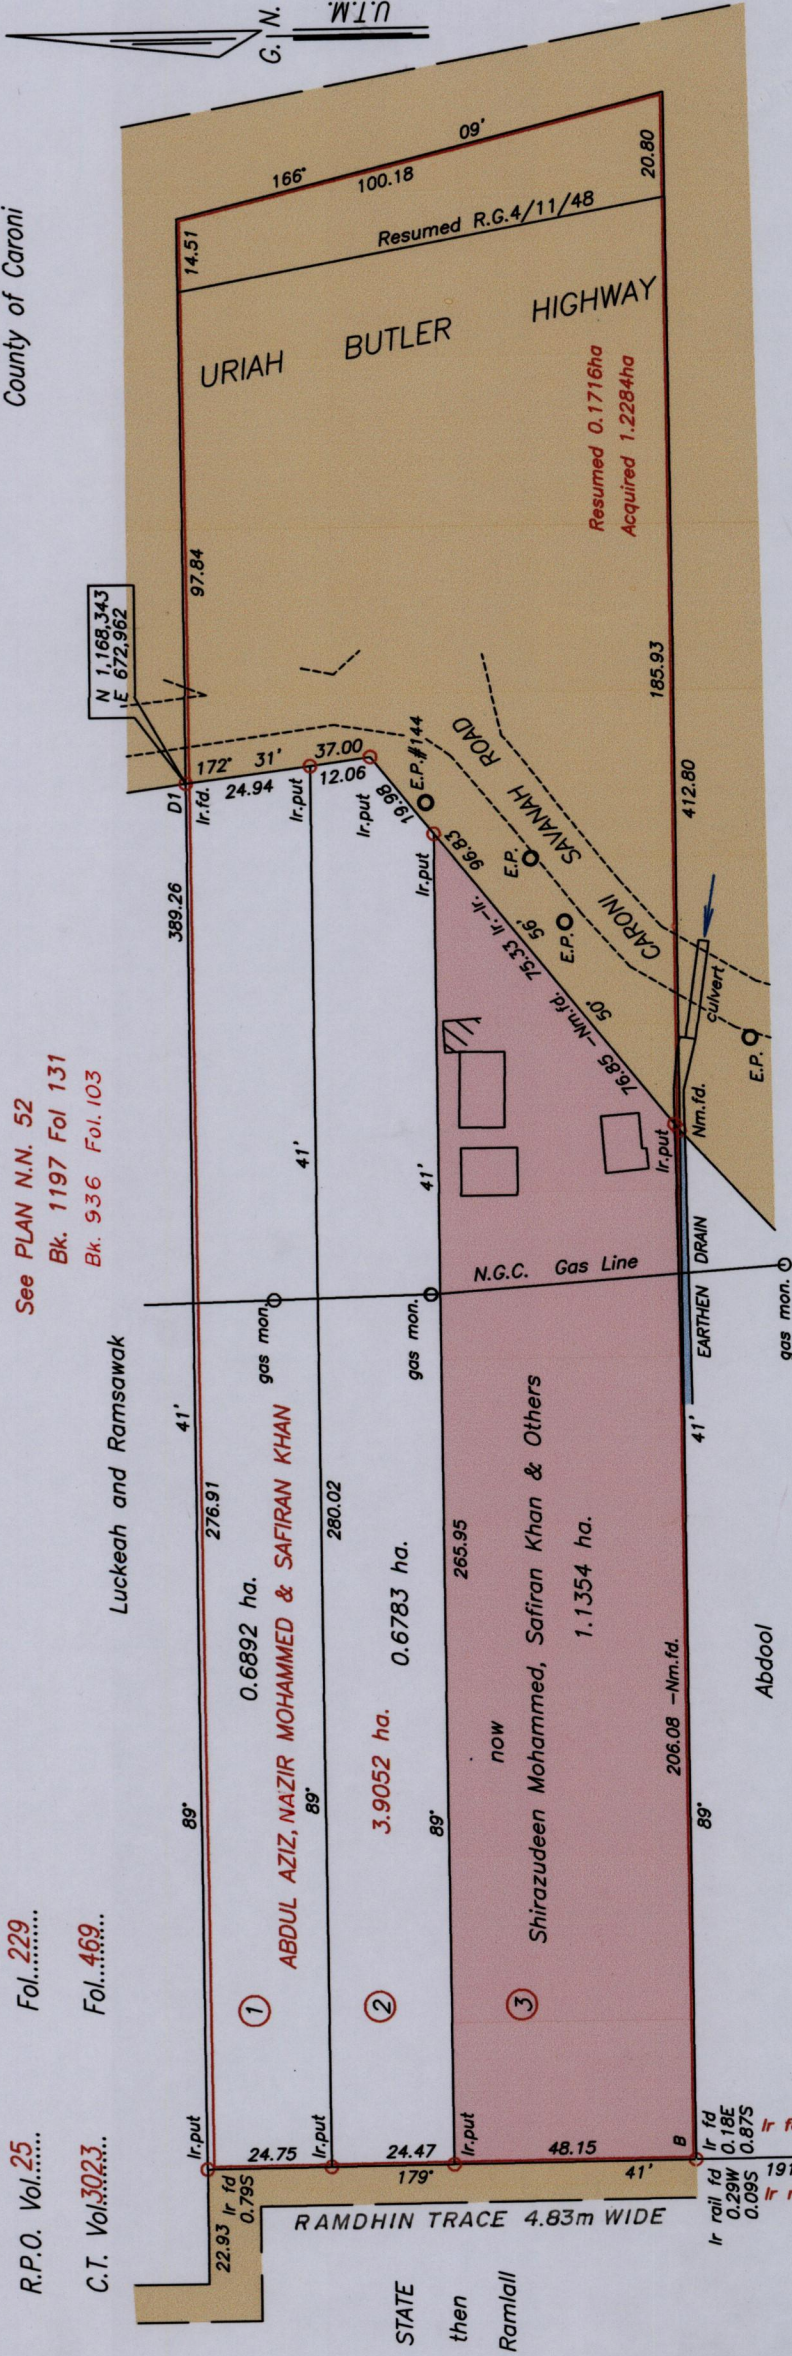 County of Caroni
G. N.
U.T.M.
R.P.O. Vol.25...... Fol..229...
C.T. Vol.3023... Fol..469...
See PLAN N.N. 52
Bk. 1197 Fol 131
Bk. 936 Fol. 103
Luckeah and Ramsawak
N 1,168,343
E 672,962
D1
Ir.fd.
389.26
97.84
14.51
166° 09'
100.18
20.80
Resumed R.G.4/11/48
URIAH BUTLER HIGHWAY
Resumed 0.1716ha
Acquired 1.2284ha
172° 31'
37.00
24.94
12.06
Ir.put
Ir.put
19.98
E.P.#144
Ir.put
96.83
E.P.
E.P.
E.P.
CARONI SAVANAH ROAD
50° 56'
75.33 Ir.-Ir.
76.85 -Nm.fd.
185.93
412.80
culvert
Nm.fd.
Ir.put
EARTHEN DRAIN
N.G.C. Gas Line
gas mon.
gas mon.
gas mon.
89° 41'
276.91
Ir.put
22.93
Ir fd
0.79S
24.75
1
0.6892 ha.
ABDUL AZIZ, NAZIR MOHAMMED & SAFIRAN KHAN
89° 41'
280.02
Ir.put
24.47
2
3.9052 ha.
0.6783 ha.
89° 41'
265.95
Ir.put
179° 41'
48.15
3
now
Shirazudeen Mohammed, Safiran Khan & Others
1.1354 ha.
206.08 -Nm.fd.
89° 41'
B
Ir fd
0.18E
0.87S
Ir rail fd
0.29W
0.09S
RAMDHIN TRACE 4.83m WIDE
STATE
then
Ramlall
Abdool